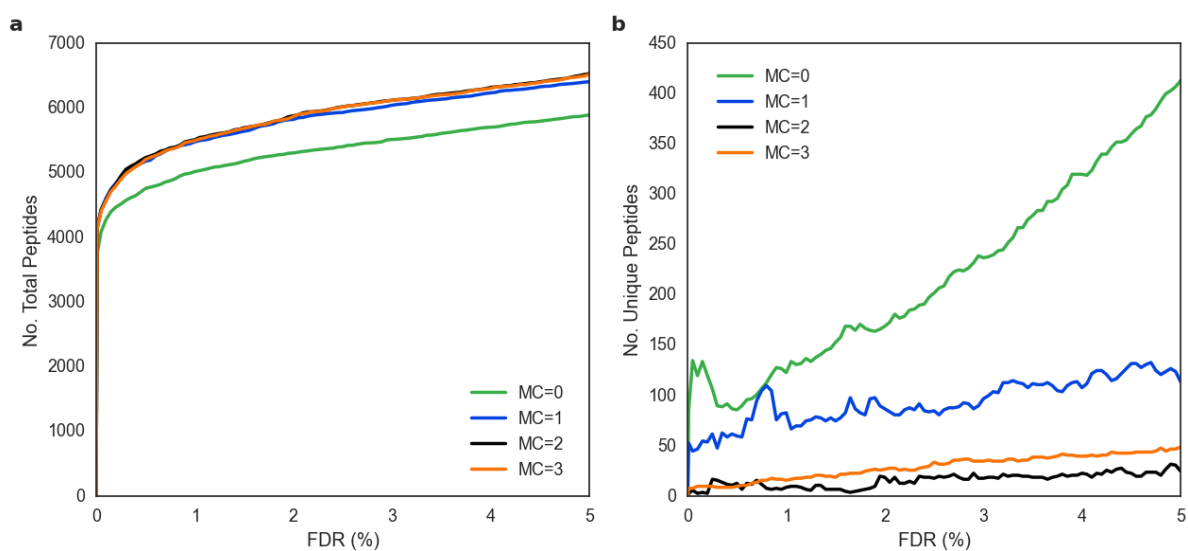 a
7000
6000
5000
4000
3000
2000
1000
0
No. Total Peptides
MC=0
MC=1
MC=2
MC=3
0 1 2 3 4 5
FDR (%)
b
450
400
350
300
250
200
150
100
50
0
No. Unique Peptides
MC=0
MC=1
MC=2
MC=3
0 1 2 3 4 5
FDR (%)